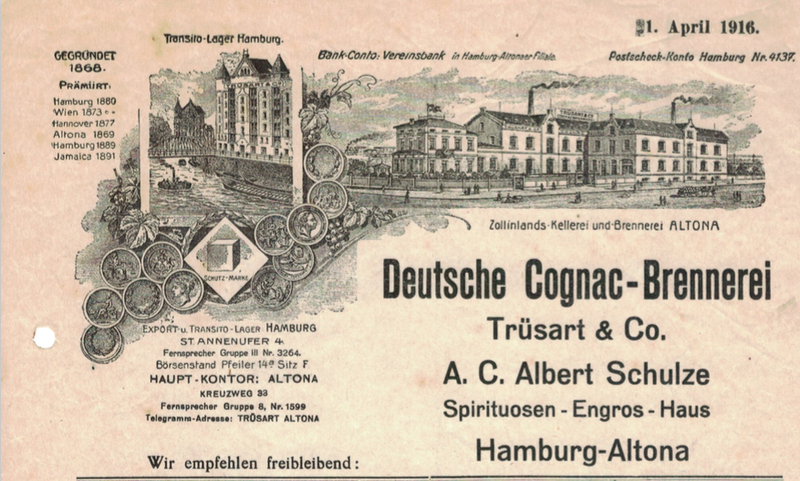 21. April 1916.
Transito-Lager Hamburg.
GEGRÜNDET
1868.
PRÄMIIRT:
Hamburg 1880
Wien 1873
Hannover 1877
Altona 1869
Hamburg 1889
Jamaica 1891
Bank-Conto: Vereinsbank in Hamburg-Altonaer Filiale.
Postscheck-Konto Hamburg Nr. 4137.
TRÜSART & Co
Zollinlands-Kellerei und Brennerei ALTONA
SCHUTZ-MARKE
EXPORT- u. TRANSITO-LAGER HAMBURG
ST. ANNENUFER 4.
Fernsprecher Gruppe III Nr. 3264.
Börsenstand Pfeiler 14a Sitz F
HAUPT-KONTOR: ALTONA
KREUZWEG 33
Fernsprecher Gruppe 8, Nr. 1599
Telegramm-Adresse: TRÜSART ALTONA
Deutsche Cognac-Brennerei
Trüsart & Co.
A. C. Albert Schulze
Spirituosen - Engros - Haus
Hamburg-Altona
Wir empfehlen freibleibend: